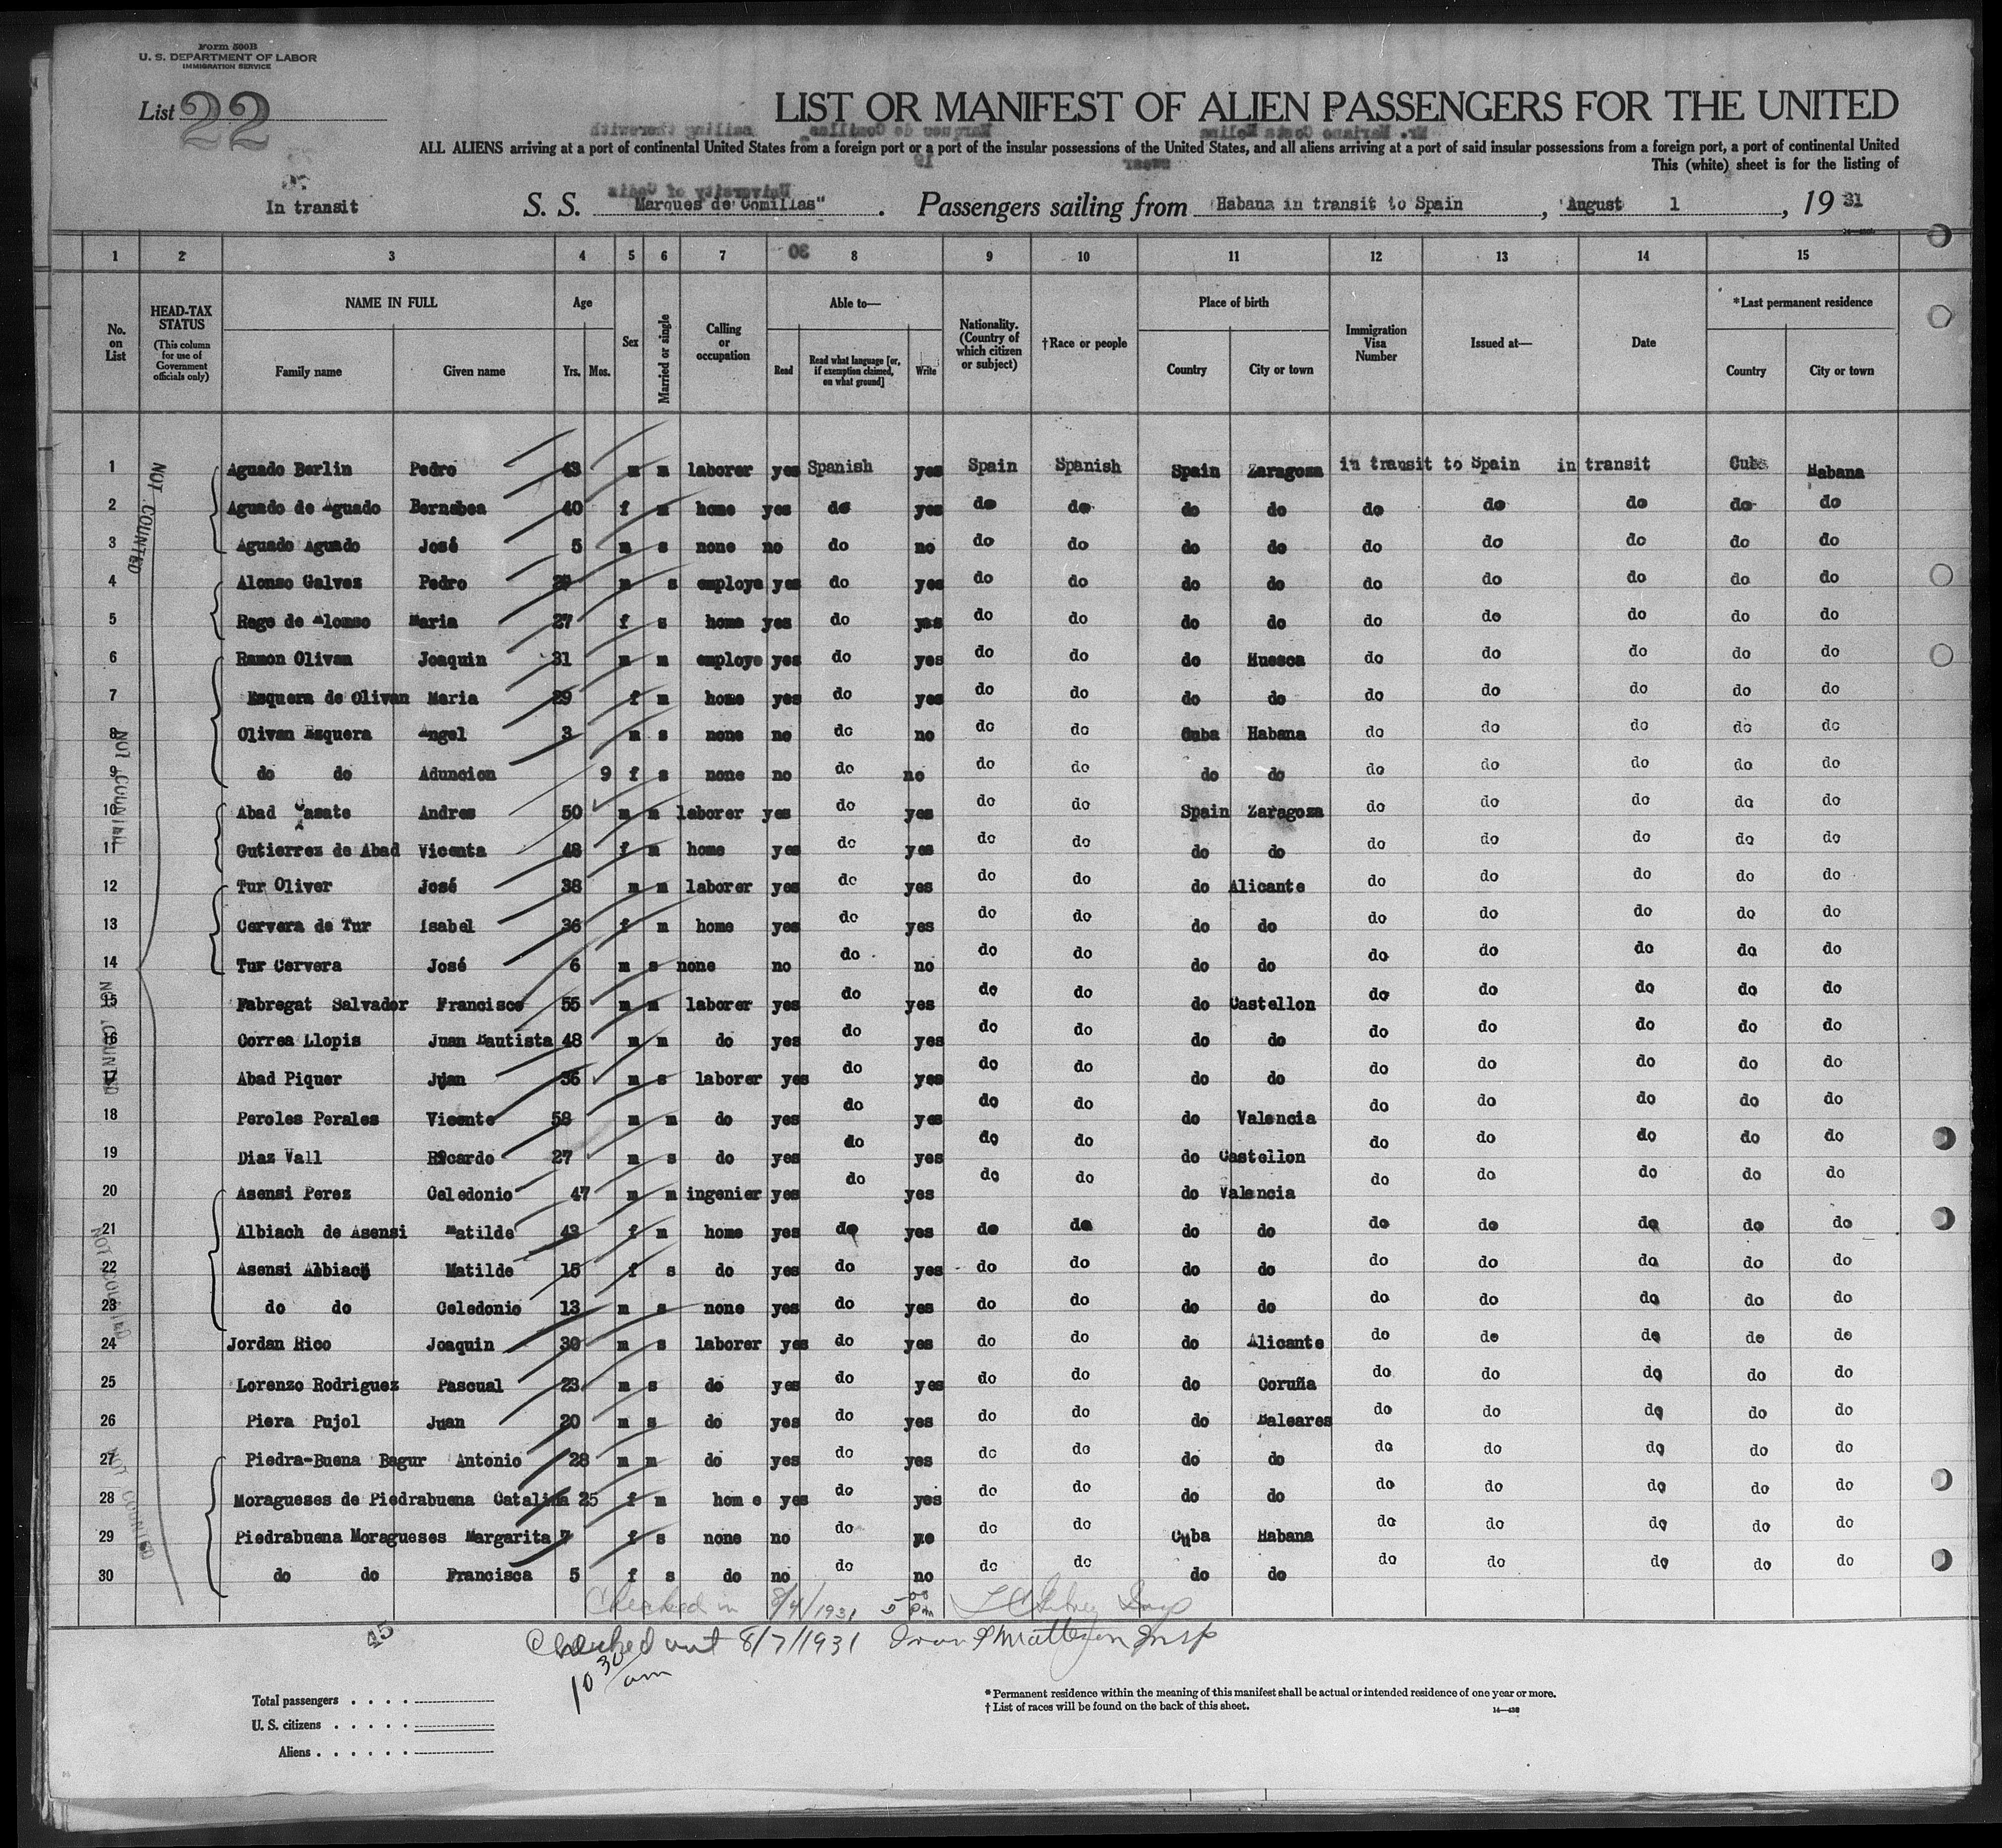 Form 500B
U. S. DEPARTMENT OF LABOR
IMMIGRATION SERVICE
List 22
LIST OR MANIFEST OF ALIEN PASSENGERS FOR THE UNITED
ALL ALIENS arriving at a port of continental United States from a foreign port or a port of the insular possessions of the United States, and all aliens arriving at a port of said insular possessions from a foreign port, a port of continental United
This (white) sheet is for the listing of
In transit
S. S. Marques de Comillas" . Passengers sailing from Habana in transit to Spain , August 1 , 19 31
1 2 3 4 5 6 7 8 9 10 11 12 13 14 15
No. on List
HEAD-TAX STATUS (This column for use of Government officials only)
NAME IN FULL
Family name Given name
Age
Yrs. Mos.
Sex
Married or single
Calling or occupation
Able to—
Read
Read what language [or, if exemption claimed, on what ground]
Write
Nationality. (Country of which citizen or subject)
†Race or people
Place of birth
Country City or town
Immigration Visa Number
Issued at—
Date
*Last permanent residence
Country City or town
1 Aguado Berlin Pedro 43 m m laborer yes Spanish yes Spain Spanish Spain Zaragoza in transit to Spain in transit Cuba Habana
2 Aguado de Aguado Bernabea 40 f m home yes do yes do do do do do do do do do
3 Aguado Aguado José 5 m s none no do no do do do do do do do do do
4 Alonso Galvez Pedro 29 m s employe yes do yes do do do do do do do do do
5 Rego de Alonso Maria 27 f s home yes do yes do do do do do do do do do
6 Ramon Olivan Joaquin 31 m m employe yes do yes do do do Huesca do do do do do
7 Esquera de Olivan Maria 29 f m home yes do yes do do do do do do do do do
8 Olivan Esquera Angel 3 m s none no do no do do Cuba Habana do do do do do
9 do do Aduncion 9 f s none no do no do do do do do do do do do
10 Abad Casate Andres 50 m m laborer yes do yes do do Spain Zaragoza do do do do do
11 Gutierrez de Abad Vicenta 48 f m home yes do yes do do do do do do do do do
12 Tur Oliver José 38 m m laborer yes do yes do do do Alicante do do do do do
13 Cervera de Tur Isabel 36 f m home yes do yes do do do do do do do do do
14 Tur Cervera José 6 m s none no do no do do do do do do do do do
15 Fabregat Salvador Francisco 55 m m laborer yes do yes do do do Castellon do do do do do
16 Correa Llopis Juan Bautista 48 m m do yes do yes do do do do do do do do do
17 Abad Piquer Juan 36 m s laborer yes do yes do do do do do do do do do
18 Peroles Perales Vicente 58 m m do yes do yes do do do Valencia do do do do do
19 Diaz Vall Ricardo 27 m s do yes do yes do do do Castellon do do do do do
20 Asensi Perez Celedonio 47 m m ingenier yes do yes do do do Valencia do do do do do
21 Albiach de Asensi Matilde 43 f m home yes do yes do do do do do do do do do
22 Asensi Albiach Matilde 15 f s do yes do yes do do do do do do do do do
23 do do Celedonio 13 m s none yes do yes do do do do do do do do do
24 Jordan Rico Joaquin 30 m s laborer yes do yes do do do Alicante do do do do do
25 Lorenzo Rodriguez Pascual 23 m s do yes do yes do do do Coruña do do do do do
26 Piera Pujol Juan 20 m s do yes do yes do do do Baleares do do do do do
27 Piedra-Buena Bagur Antonio 28 m m do yes do yes do do do do do do do do do
28 Moragueses de Piedrabuena Catalina 25 f m hom e yes do yes do do do do do do do do do
29 Piedrabuena Moragueses Margarita 7 f s none no do no do do Cuba Habana do do do do do
30 do do Francisca 5 f s do no do no do do do do do do do do do
NOT COUNTED
NOT COUNTED
NOT COUNTED
NOT COUNTED
NOT COUNTED
Checked in 8/4/1931 5 00 pm
45
Checked out 8/7/1931 Insp
10 30 am
Total passengers
U. S. citizens
Aliens
* Permanent residence within the meaning of this manifest shall be actual or intended residence of one year or more.
† List of races will be found on the back of this sheet.